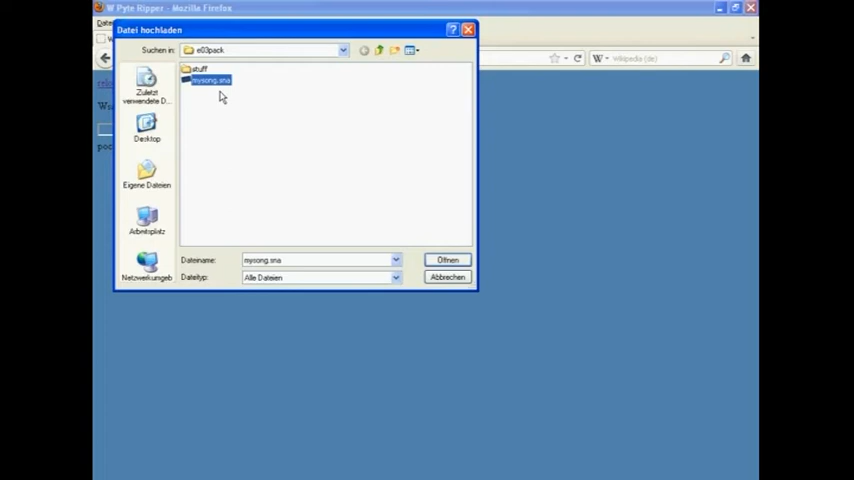 W Pyte Ripper - Mozilla Firefox
Datei hochladen
Suchen in:
e03pack
W
Wikipedia (de)
stuff
mysong.sna
Zuletzt
verwendete D...
Desktop
Eigene Dateien
Arbeitsplatz
Netzwerkumgeb
Dateiname:
mysong.sna
Öffnen
Dateityp:
Alle Dateien
Abbrechen